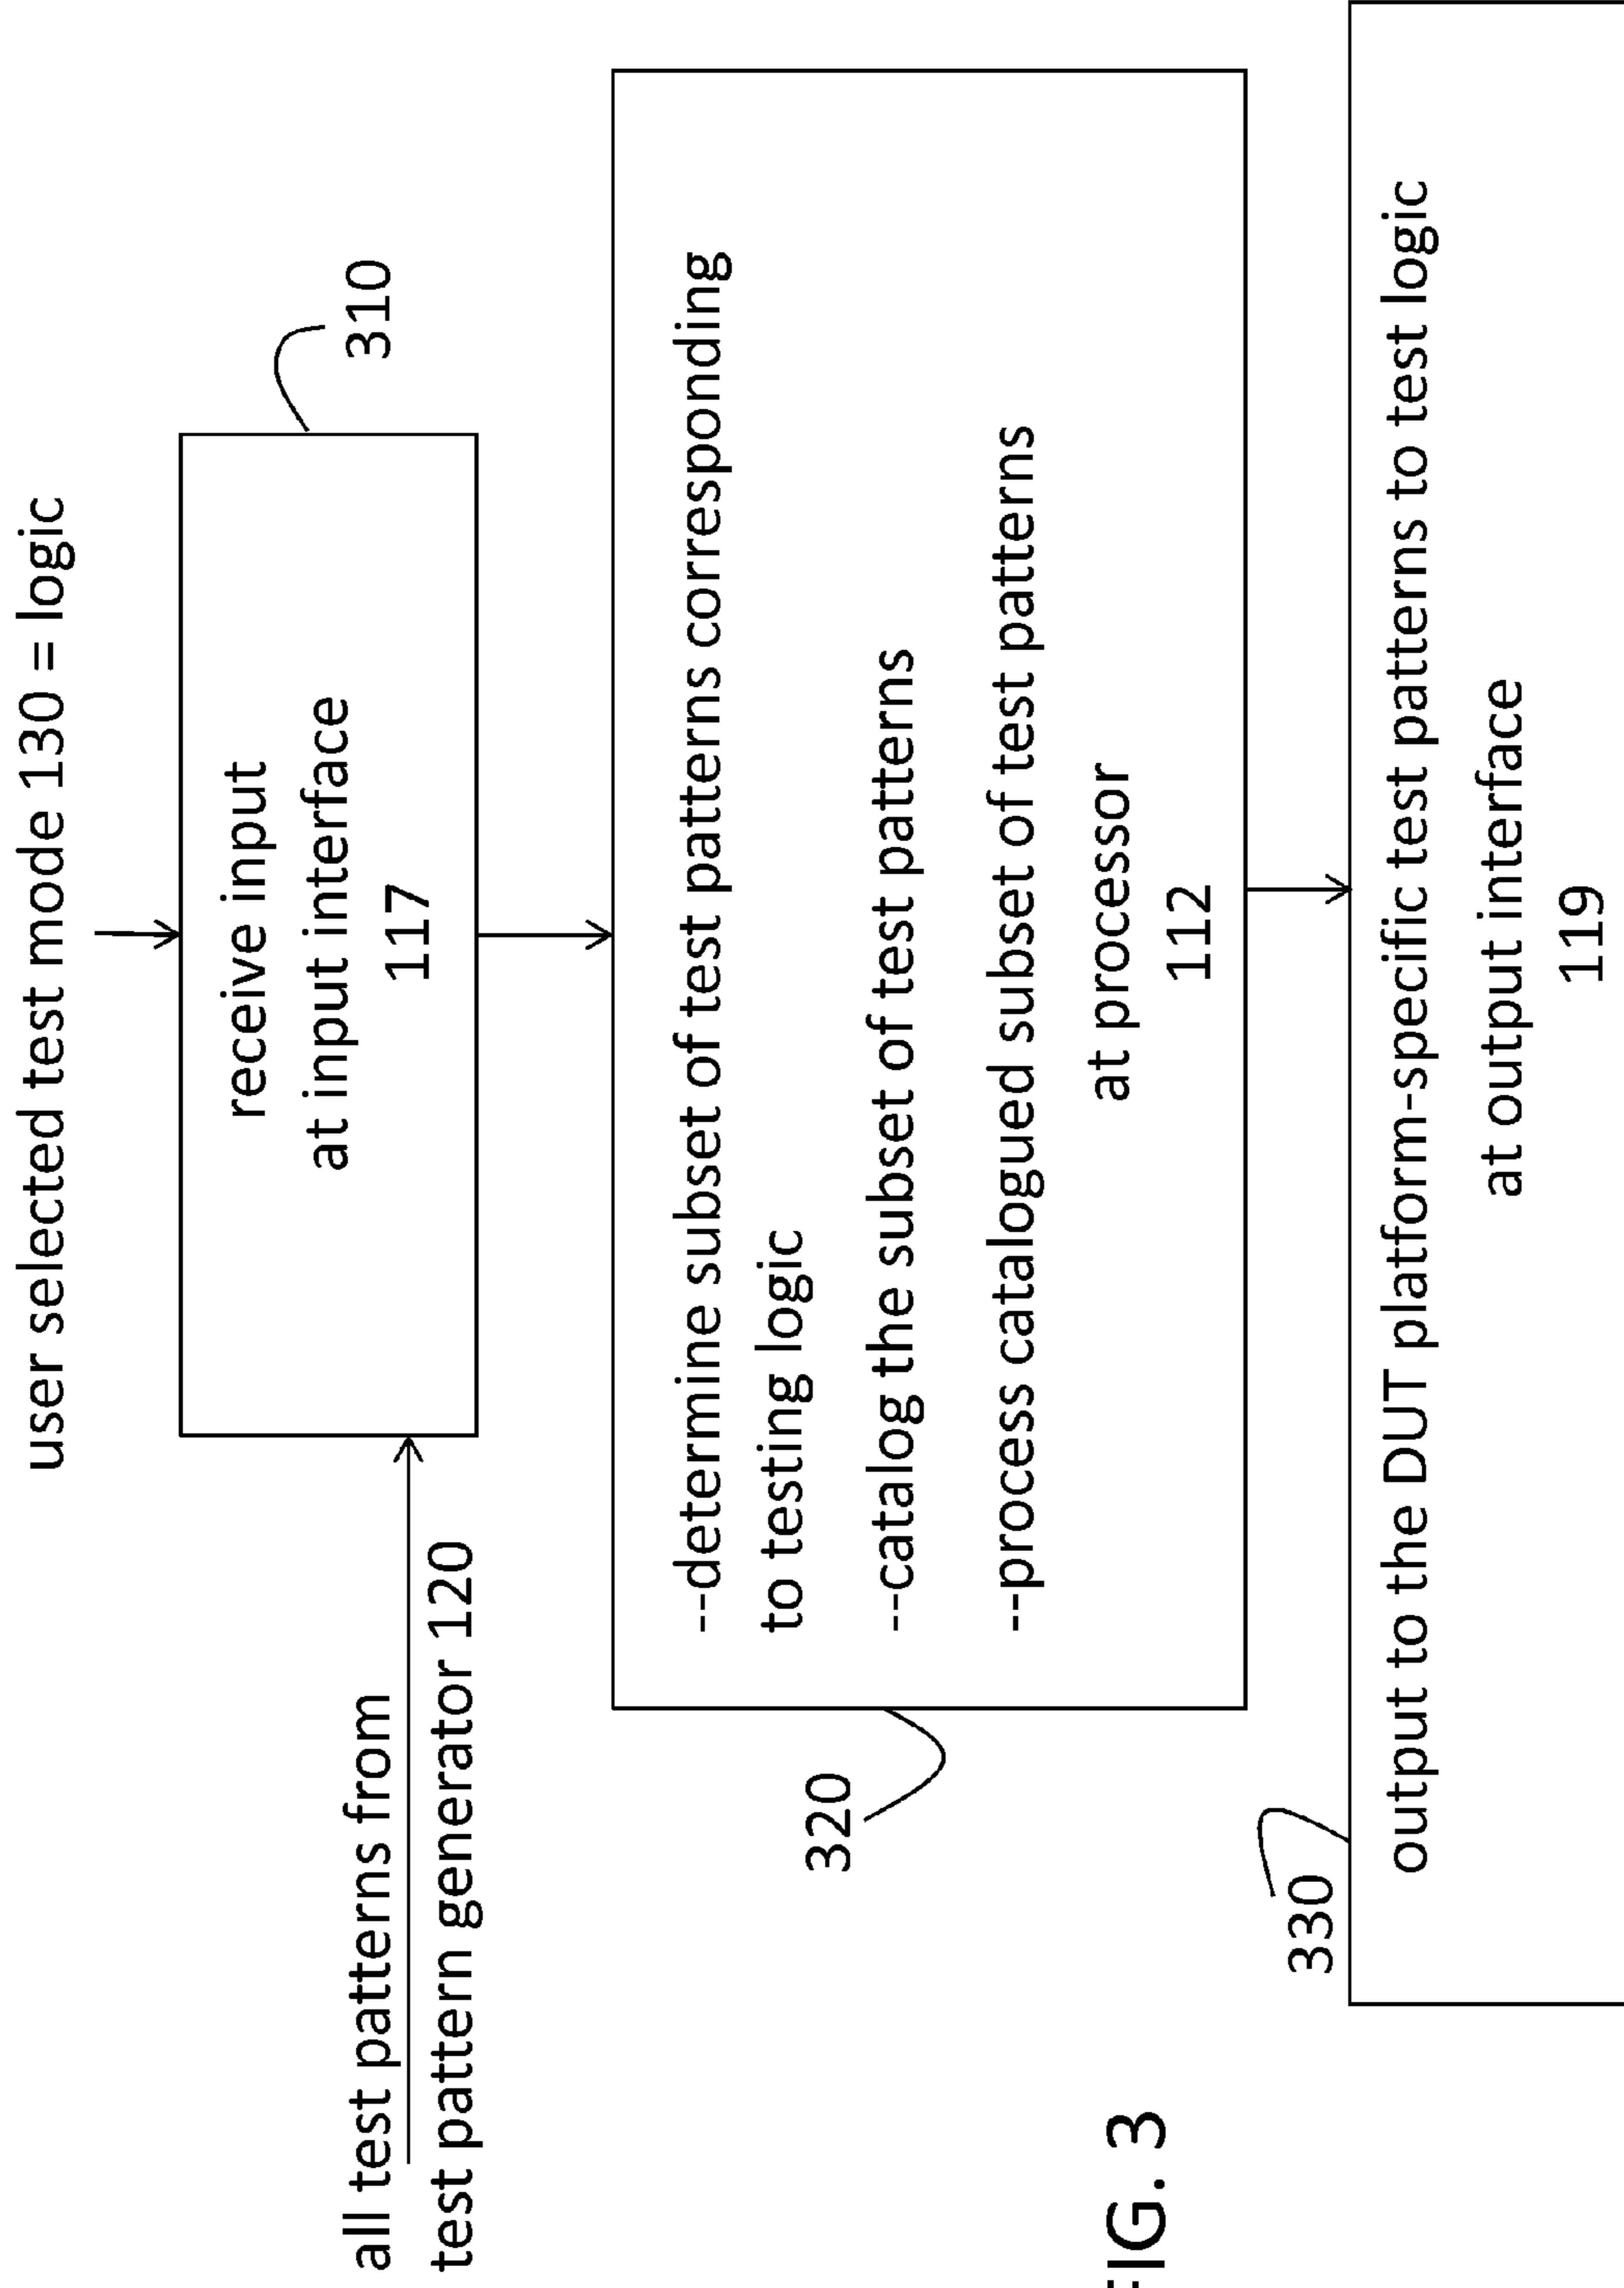 user selected test mode 130 = logic
all test patterns from
test pattern generator 120
receive input
at input interface
117
310
---determine subset of test patterns corresponding
to testing logic
---catalog the subset of test patterns
---process catalogued subset of test patterns
at processor
112
320
330
output to the DUT platform-specific test patterns to test logic
at output interface
119
FIG. 3